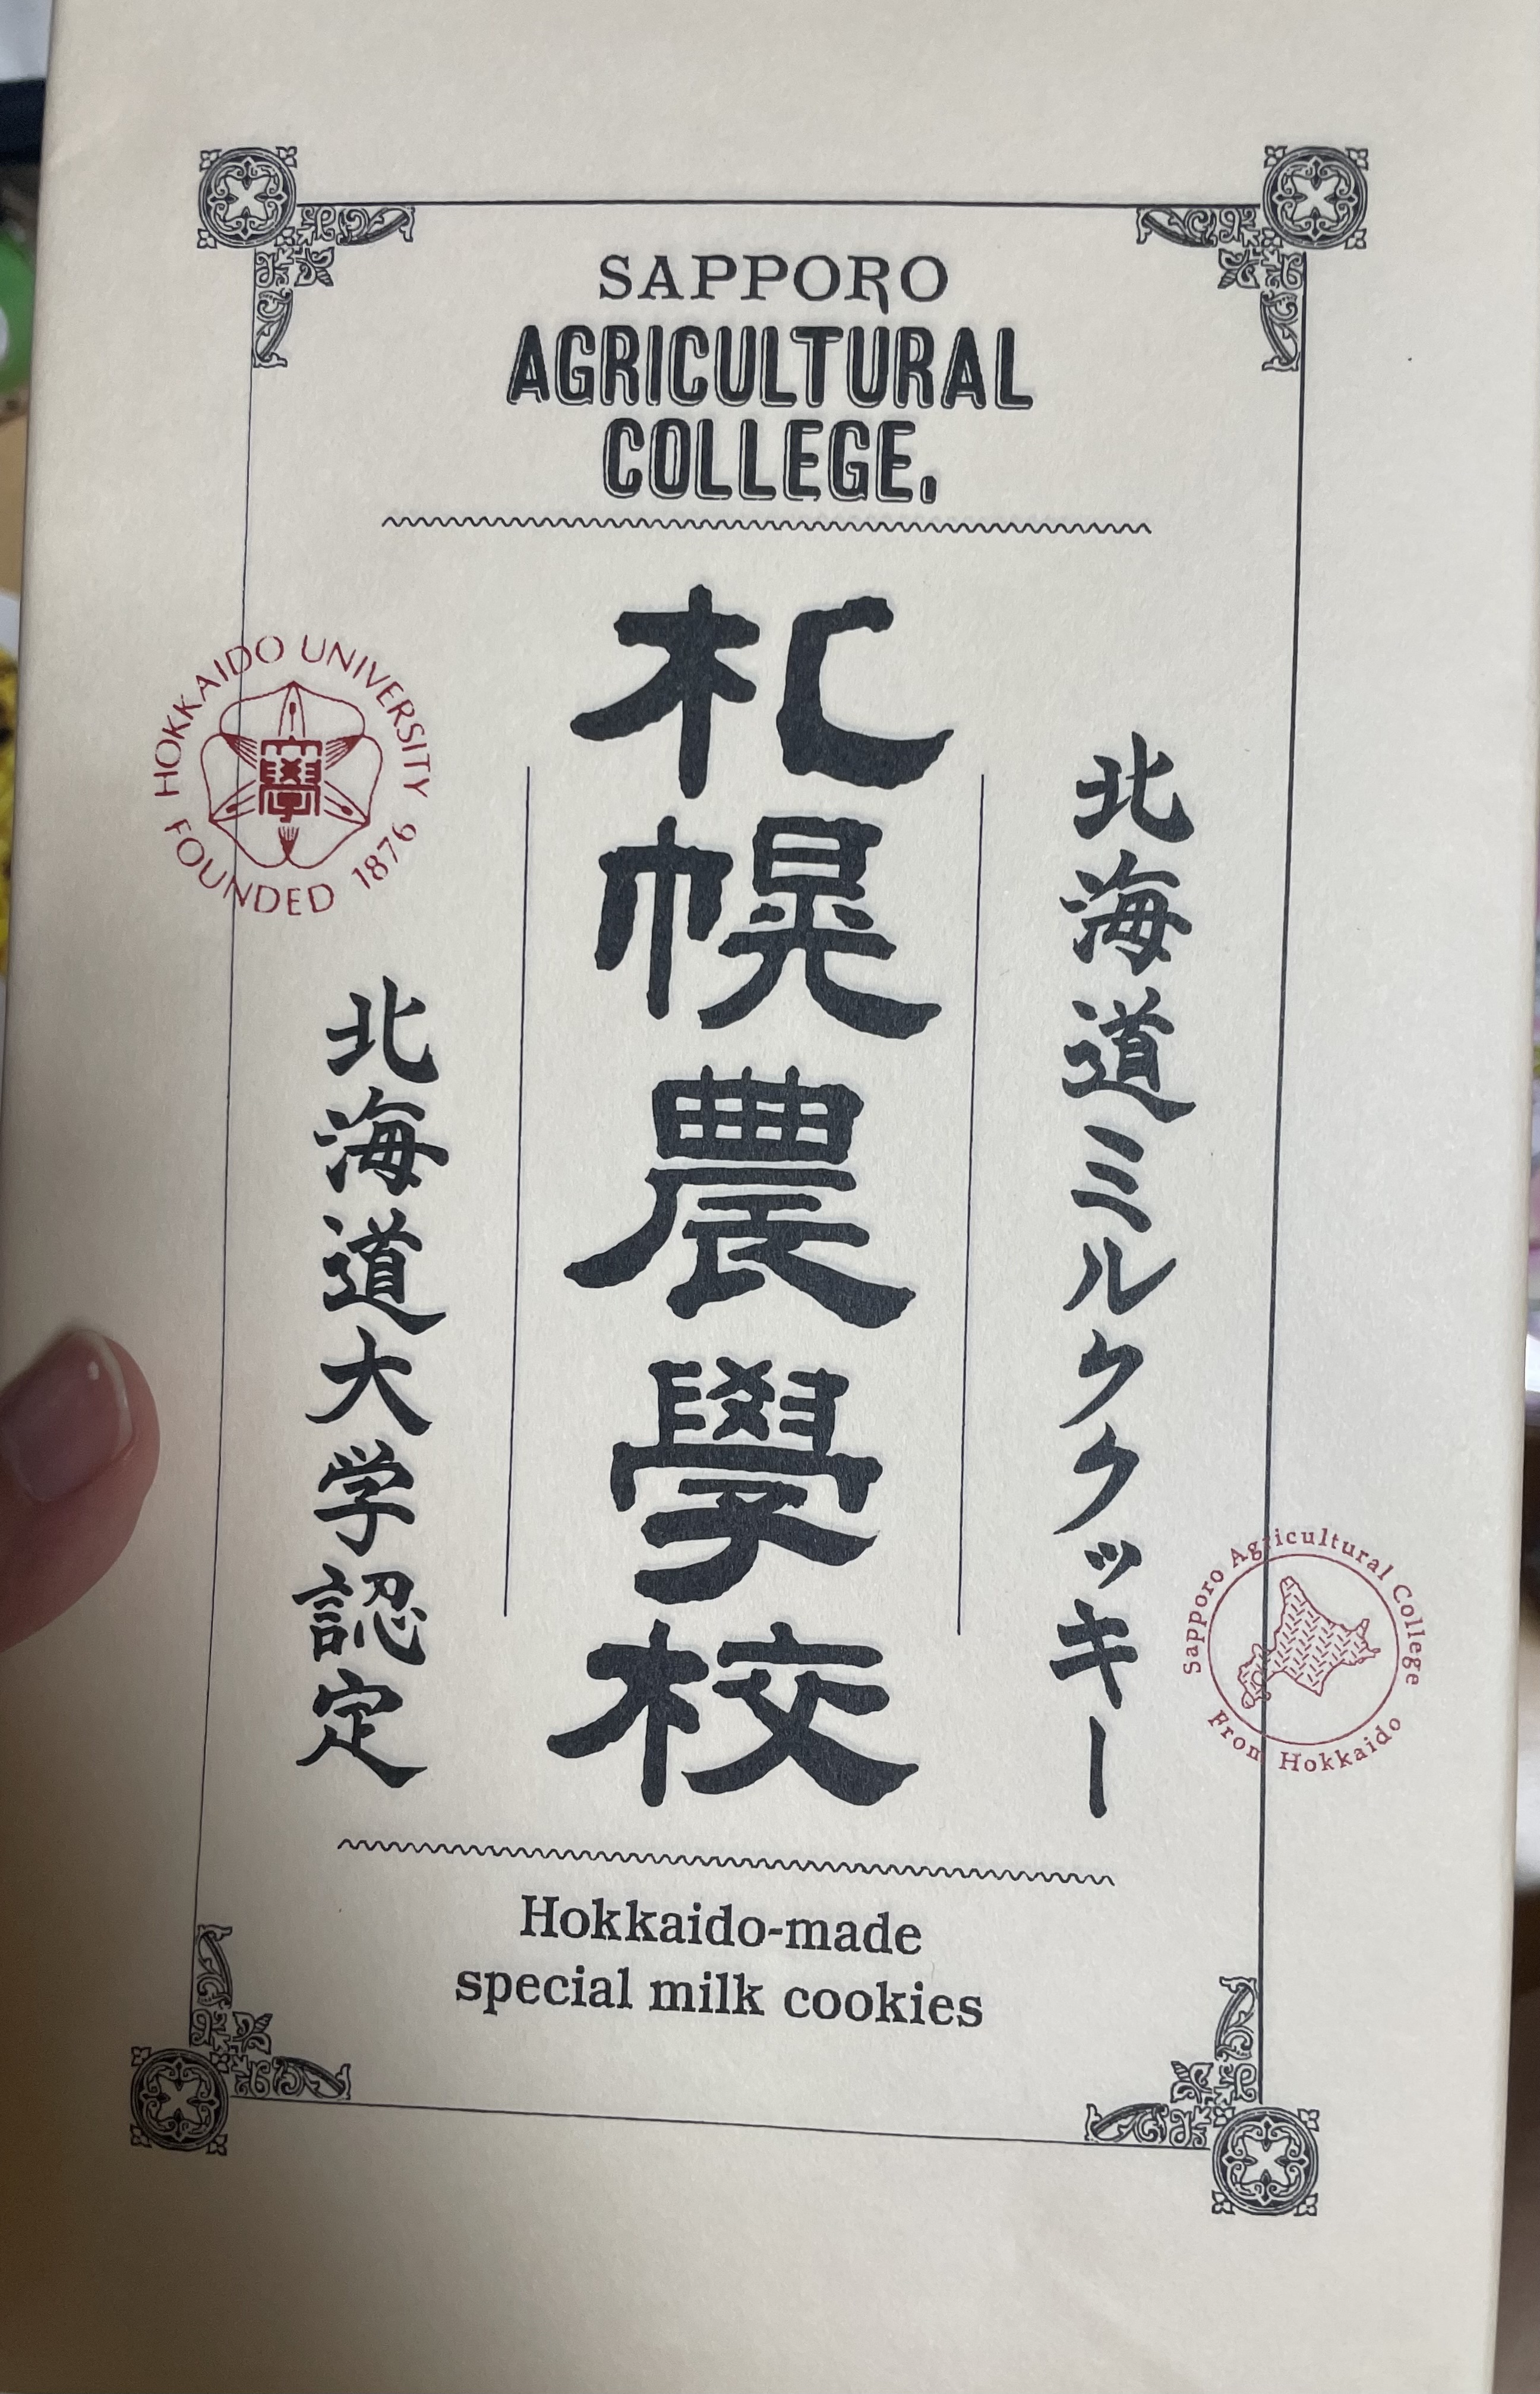 SAPPORO
AGRICULTURAL
COLLEGE.
北海道ミルククッキー
札幌農學校
北海道大学認定
HOKKAIDO UNIVERSITY
FOUNDED 1876
學
Sapporo Agricultural College
From Hokkaido
Hokkaido-made
special milk cookies